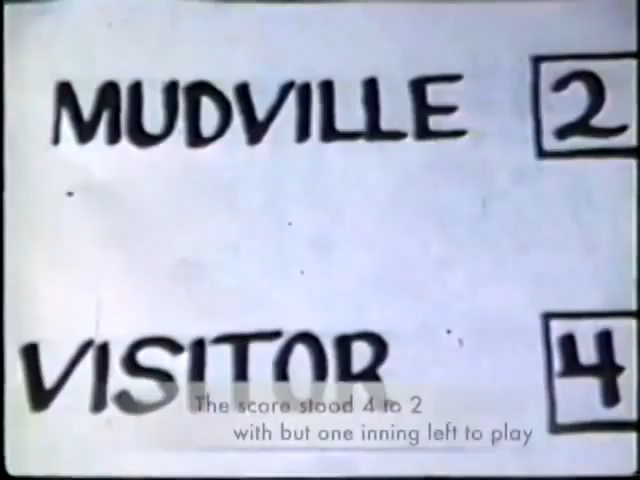 MUDVILLE 2
VISITOR 4
The score stood 4 to 2
with but one inning left to play